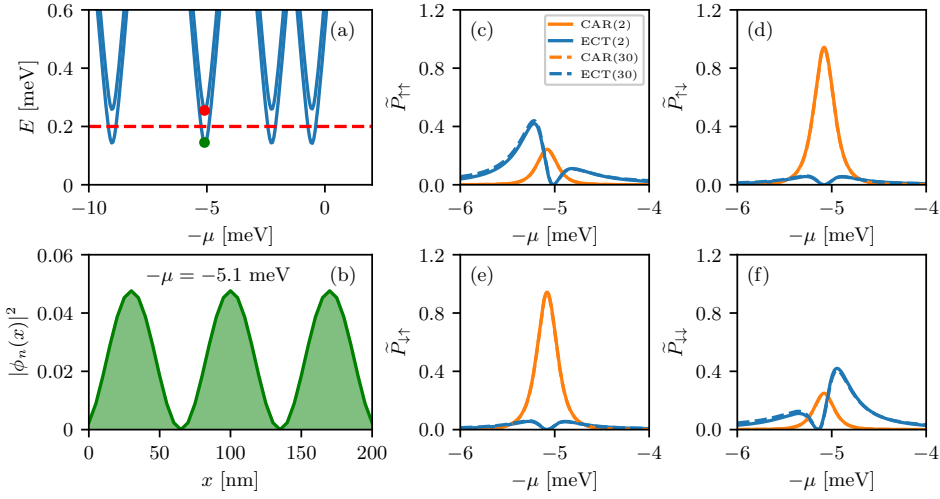 (a)
E [meV]
0.6
0.4
0.2
0
−10
−5
0
−μ [meV]
(b)
−μ = −5.1 meV
|ϕn(x)|²
0.06
0.04
0.02
0
0
50
100
150
200
x [nm]
(c)
CAR(2)
ECT(2)
CAR(30)
ECT(30)
P̃↑↑
1.2
0.8
0.4
0.0
−6
−5
−4
−μ [meV]
(d)
P̃↑↓
1.2
0.8
0.4
0.0
−6
−5
−4
−μ [meV]
(e)
P̃↓↑
1.2
0.8
0.4
0.0
−6
−5
−4
−μ [meV]
(f)
P̃↓↓
1.2
0.8
0.4
0.0
−6
−5
−4
−μ [meV]